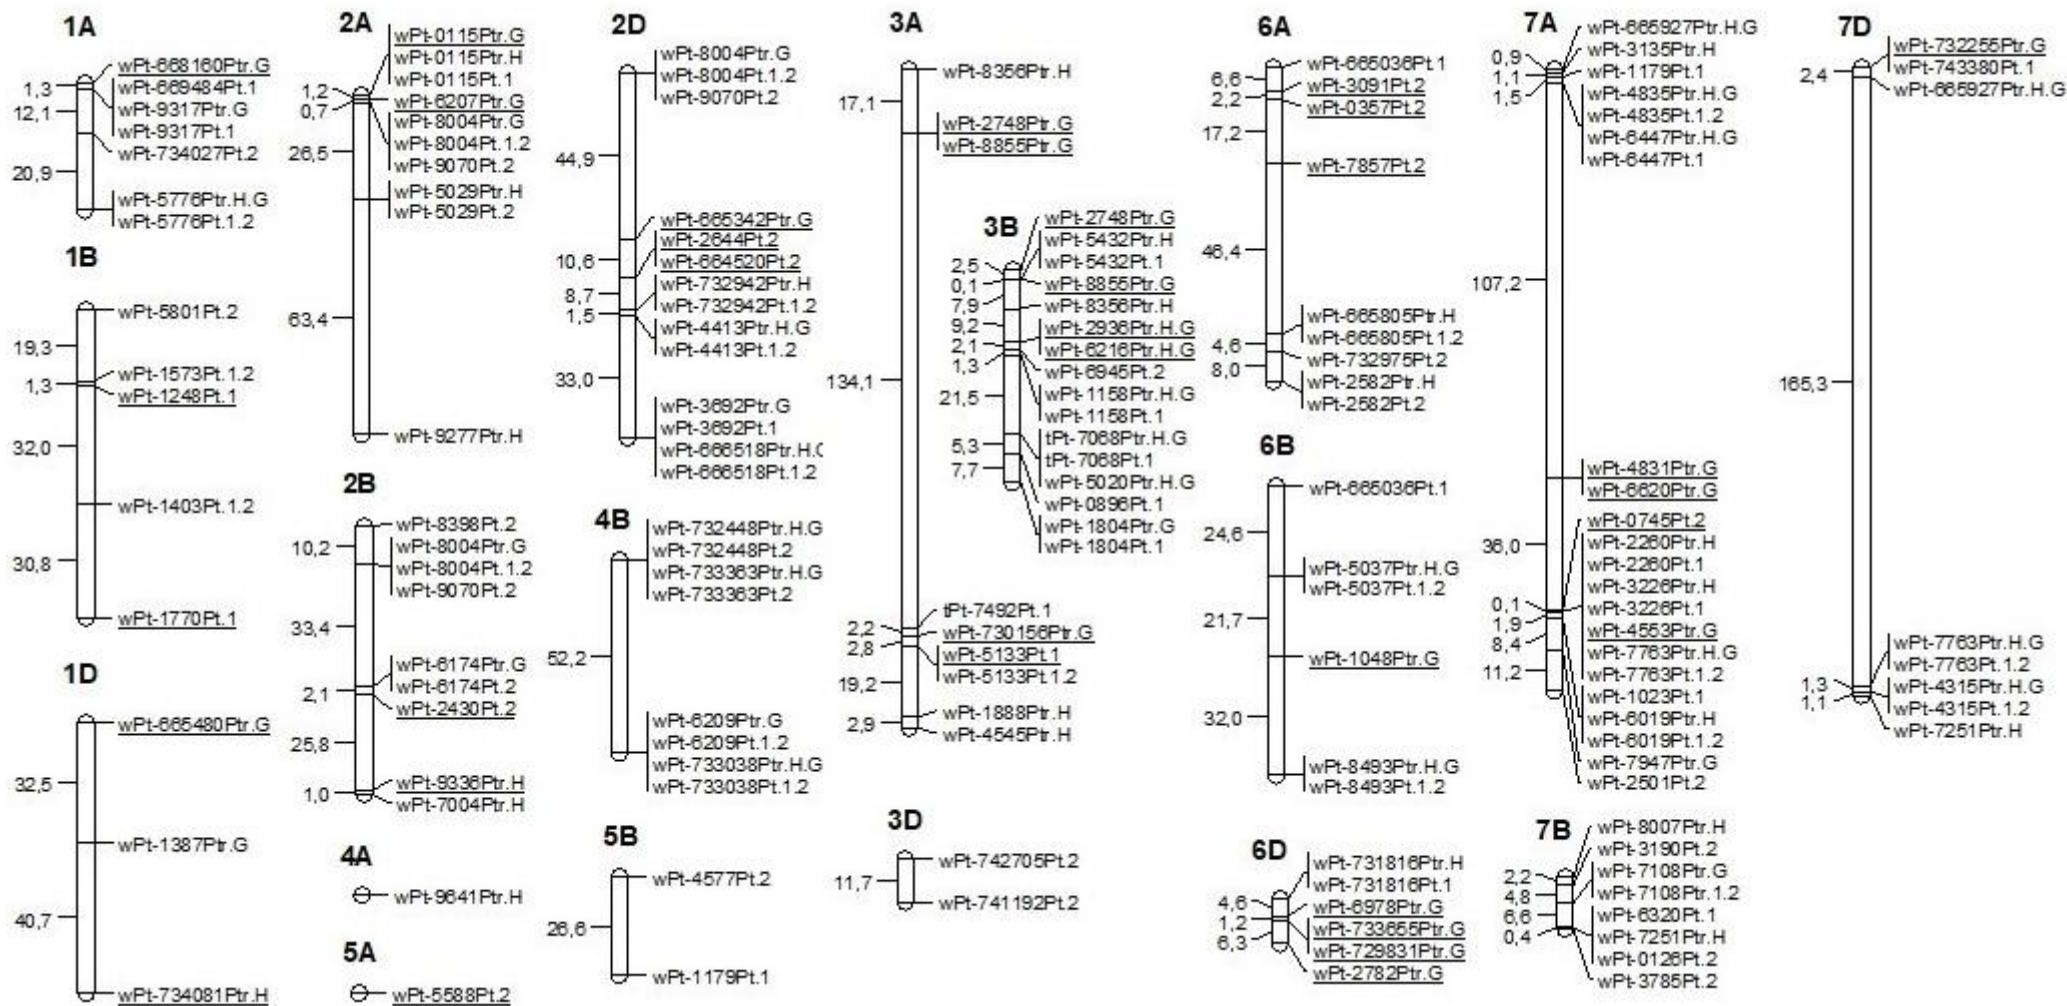 1A
wPt-668160Ptr.G
wPt-669484Pt.1
wPt-9317Ptr.G
wPt-9317Pt.1
wPt-734027Pt.2
wPt-5776Ptr.H.G
wPt-5776Pt.1.2
1,3
12,1
20,9
1B
wPt-5801Pt.2
wPt-1573Pt.1.2
wPt-1248Pt.1
wPt-1403Pt.1.2
wPt-1770Pt.1
19,3
1,3
32,0
30,8
1D
wPt-665480Ptr.G
wPt-1387Ptr.G
wPt-734081Ptr.H
32,5
40,7
2A
wPt-0115Ptr.G
wPt-0115Ptr.H
wPt-0115Pt.1
wPt-6207Ptr.G
wPt-8004Ptr.G
wPt-8004Pt.1.2
wPt-9070Pt.2
wPt-5029Ptr.H
wPt-5029Pt.2
wPt-9277Ptr.H
1,2
0,7
26,5
63,4
2B
wPt-8398Pt.2
wPt-8004Ptr.G
wPt-8004Pt.1.2
wPt-9070Pt.2
wPt-6174Ptr.G
wPt-6174Pt.2
wPt-2430Pt.2
wPt-9336Ptr.H
wPt-7004Ptr.H
10,2
33,4
2,1
25,8
1,0
4A
wPt-9641Ptr.H
5A
wPt-5588Pt.2
2D
wPt-8004Ptr.G
wPt-8004Pt.1.2
wPt-9070Pt.2
wPt-665342Ptr.G
wPt-2644Pt.2
wPt-664520Pt.2
wPt-732942Ptr.H
wPt-732942Pt.1.2
wPt-4413Ptr.H.G
wPt-4413Pt.1.2
wPt-3692Ptr.G
wPt-3692Pt.1
wPt-666518Ptr.H.(
wPt-666518Pt.1.2
44,9
10,6
8,7
1,5
33,0
4B
wPt-732448Ptr.H.G
wPt-732448Pt.2
wPt-733363Ptr.H.G
wPt-733363Pt.2
wPt-6209Ptr.G
wPt-6209Pt.1.2
wPt-733038Ptr.H.G
wPt-733038Pt.1.2
52,2
5B
wPt-4577Pt.2
wPt-1179Pt.1
26,6
3A
wPt-8356Ptr.H
wPt-2748Ptr.G
wPt-8855Ptr.G
tPt-7492Pt.1
wPt-730156Ptr.G
wPt-5133Pt.1
wPt-5133Pt.1.2
wPt-1888Ptr.H
wPt-4545Ptr.H
17,1
134,1
2,2
2,8
19,2
2,9
3B
wPt-2748Ptr.G
wPt-5432Ptr.H
wPt-5432Pt.1
wPt-8855Ptr.G
wPt-8356Ptr.H
wPt-2936Ptr.H.G
wPt-6216Ptr.H.G
wPt-6945Pt.2
wPt-1158Ptr.H.G
wPt-1158Pt.1
tPt-7068Ptr.H.G
tPt-7068Pt.1
wPt-5020Ptr.H.G
wPt-0896Pt.1
wPt-1804Ptr.G
wPt-1804Pt.1
2,5
0,1
7,9
9,2
2,1
1,3
21,5
5,3
7,7
3D
wPt-742705Pt.2
wPt-741192Pt.2
11,7
6A
wPt-665036Pt.1
wPt-3091Pt.2
wPt-0357Pt.2
wPt-7857Pt.2
wPt-665805Ptr.H
wPt-665805Pt.1.2
wPt-732975Pt.2
wPt-2582Ptr.H
wPt-2582Pt.2
6,6
2,2
17,2
46,4
4,6
8,0
6B
wPt-665036Pt.1
wPt-5037Ptr.H.G
wPt-5037Pt.1.2
wPt-1048Ptr.G
wPt-8493Ptr.H.G
wPt-8493Pt.1.2
24,6
21,7
32,0
6D
wPt-731816Ptr.H
wPt-731816Pt.1
wPt-6978Ptr.G
wPt-733655Ptr.G
wPt-729831Ptr.G
wPt-2782Ptr.G
4,6
1,2
6,3
7A
wPt-665927Ptr.H.G
wPt-3135Ptr.H
wPt-1179Pt.1
wPt-4835Ptr.H.G
wPt-4835Pt.1.2
wPt-6447Ptr.H.G
wPt-6447Pt.1
wPt-4831Ptr.G
wPt-6620Ptr.G
wPt-0745Pt.2
wPt-2260Ptr.H
wPt-2260Pt.1
wPt-3226Ptr.H
wPt-3226Pt.1
wPt-4553Ptr.G
wPt-7763Ptr.H.G
wPt-7763Pt.1.2
wPt-1023Pt.1
wPt-6019Ptr.H
wPt-6019Pt.1.2
wPt-7947Ptr.G
wPt-2501Pt.2
0,9
1,1
1,5
107,2
36,0
0,1
1,9
8,4
11,2
7B
wPt-8007Ptr.H
wPt-3190Pt.2
wPt-7108Ptr.G
wPt-7108Ptr.1.2
wPt-6320Pt.1
wPt-7251Ptr.H
wPt-0126Pt.2
wPt-3785Pt.2
2,2
4,8
6,6
0,4
7D
wPt-732255Ptr.G
wPt-743380Pt.1
wPt-665927Ptr.H.G
wPt-7763Ptr.H.G
wPt-7763Pt.1.2
wPt-4315Ptr.H.G
wPt-4315Pt.1.2
wPt-7251Ptr.H
2,4
165,3
1,3
1,1